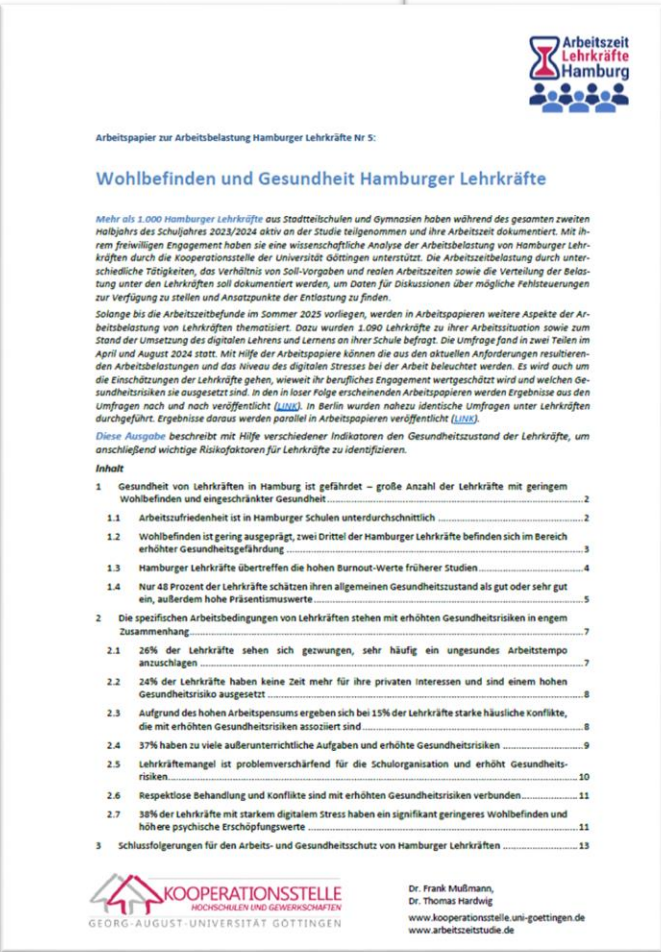 Arbeitszeit
Lehrkräfte
Hamburg
Arbeitspapier zur Arbeitsbelastung Hamburger Lehrkräfte Nr 5:
Wohlbefinden und Gesundheit Hamburger Lehrkräfte
Mehr als 1.000 Hamburger Lehrkräfte aus Stadtteilschulen und Gymnasien haben während des gesamten zweiten
Halbjahrs des Schuljahres 2023/2024 aktiv an der Studie teilgenommen und ihre Arbeitszeit dokumentiert. Mit ih-
rem freiwilligen Engagement haben sie eine wissenschaftliche Analyse der Arbeitsbelastung von Hamburger Lehr-
kräften durch die Kooperationsstelle der Universität Göttingen unterstützt. Die Arbeitszeitbelastung durch unter-
schiedliche Tätigkeiten, das Verhältnis von Soll-Vorgaben und realen Arbeitszeiten sowie die Verteilung der Belas-
tung unter den Lehrkräften soll dokumentiert werden, um Daten für Diskussionen über mögliche Fehlsteuerungen
zur Verfügung zu stellen und Ansatzpunkte der Entlastung zu finden.
Solange bis die Arbeitszeitbefunde im Sommer 2025 vorliegen, werden in Arbeitspapieren weitere Aspekte der Ar-
beitsbelastung von Lehrkräften thematisiert. Dazu wurden 1.090 Lehrkräfte zu ihrer Arbeitssituation sowie zum
Stand der Umsetzung des digitalen Lehrens und Lernens an ihrer Schule befragt. Die Umfrage fand in zwei Teilen im
April und August 2024 statt. Mit Hilfe der Arbeitspapiere können die aus den aktuellen Anforderungen resultieren-
den Arbeitsbelastungen und das Niveau des digitalen Stresses bei der Arbeit beleuchtet werden. Es wird auch um
die Einschätzungen der Lehrkräfte gehen, wieweit ihr berufliches Engagement wertgeschätzt wird und welchen Ge-
sundheitsrisiken sie ausgesetzt sind. In den in loser Folge erscheinenden Arbeitspapieren werden Ergebnisse aus den
Umfragen nach und nach veröffentlicht (LINK). In Berlin wurden nahezu identische Umfragen unter Lehrkräften
durchgeführt. Ergebnisse daraus werden parallel in Arbeitspapieren veröffentlicht (LINK).
Diese Ausgabe beschreibt mit Hilfe verschiedener Indikatoren den Gesundheitszustand der Lehrkräfte, um
anschließend wichtige Risikofaktoren für Lehrkräfte zu identifizieren.
Inhalt
1 Gesundheit von Lehrkräften in Hamburg ist gefährdet – große Anzahl der Lehrkräfte mit geringem
Wohlbefinden und eingeschränkter Gesundheit 2
1.1 Arbeitszufriedenheit ist in Hamburger Schulen unterdurchschnittlich 2
1.2 Wohlbefinden ist gering ausgeprägt, zwei Drittel der Hamburger Lehrkräfte befinden sich im Bereich
erhöhter Gesundheitsgefährdung 3
1.3 Hamburger Lehrkräfte übertreffen die hohen Burnout-Werte früherer Studien 4
1.4 Nur 48 Prozent der Lehrkräfte schätzen ihren allgemeinen Gesundheitszustand als gut oder sehr gut
ein, außerdem hohe Präsentismuswerte 5
2 Die spezifischen Arbeitsbedingungen von Lehrkräften stehen mit erhöhten Gesundheitsrisiken in engem
Zusammenhang 7
2.1 26% der Lehrkräfte sehen sich gezwungen, sehr häufig ein ungesundes Arbeitstempo
anzuschlagen 7
2.2 24% der Lehrkräfte haben keine Zeit mehr für ihre privaten Interessen und sind einem hohen
Gesundheitsrisiko ausgesetzt 8
2.3 Aufgrund des hohen Arbeitspensums ergeben sich bei 15% der Lehrkräfte starke häusliche Konflikte,
die mit erhöhten Gesundheitsrisiken assoziiert sind 8
2.4 37% haben zu viele außerunterrichtliche Aufgaben und erhöhte Gesundheitsrisiken 9
2.5 Lehrkräftemangel ist problemverschärfend für die Schulorganisation und erhöht Gesundheits-
risiken 10
2.6 Respektlose Behandlung und Konflikte sind mit erhöhten Gesundheitsrisiken verbunden 11
2.7 38% der Lehrkräfte mit starkem digitalem Stress haben ein signifikant geringeres Wohlbefinden und
höhere psychische Erschöpfungswerte 11
3 Schlussfolgerungen für den Arbeits- und Gesundheitsschutz von Hamburger Lehrkräften 13
KOOPERATIONSSTELLE
HOCHSCHULEN UND GEWERKSCHAFTEN
GEORG-AUGUST-UNIVERSITÄT GÖTTINGEN
Dr. Frank Mußmann,
Dr. Thomas Hardwig
www.kooperationsstelle.uni-goettingen.de
www.arbeitszeitstudie.de